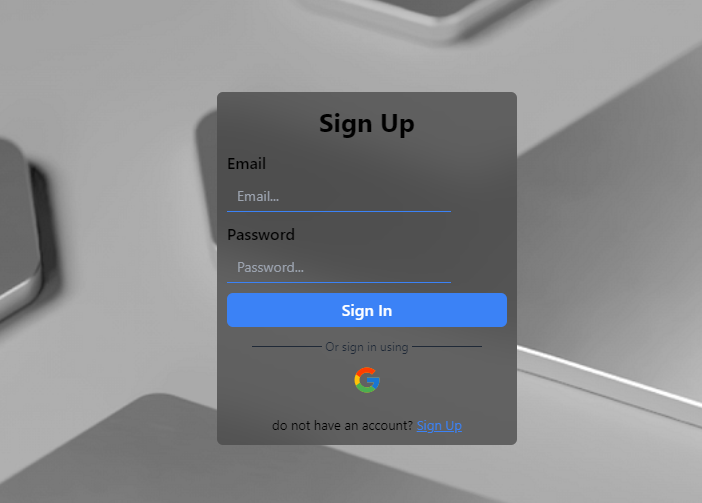 Sign Up
Email
Email...
Password
Password...
Sign In
Or sign in using
do not have an account? Sign Up